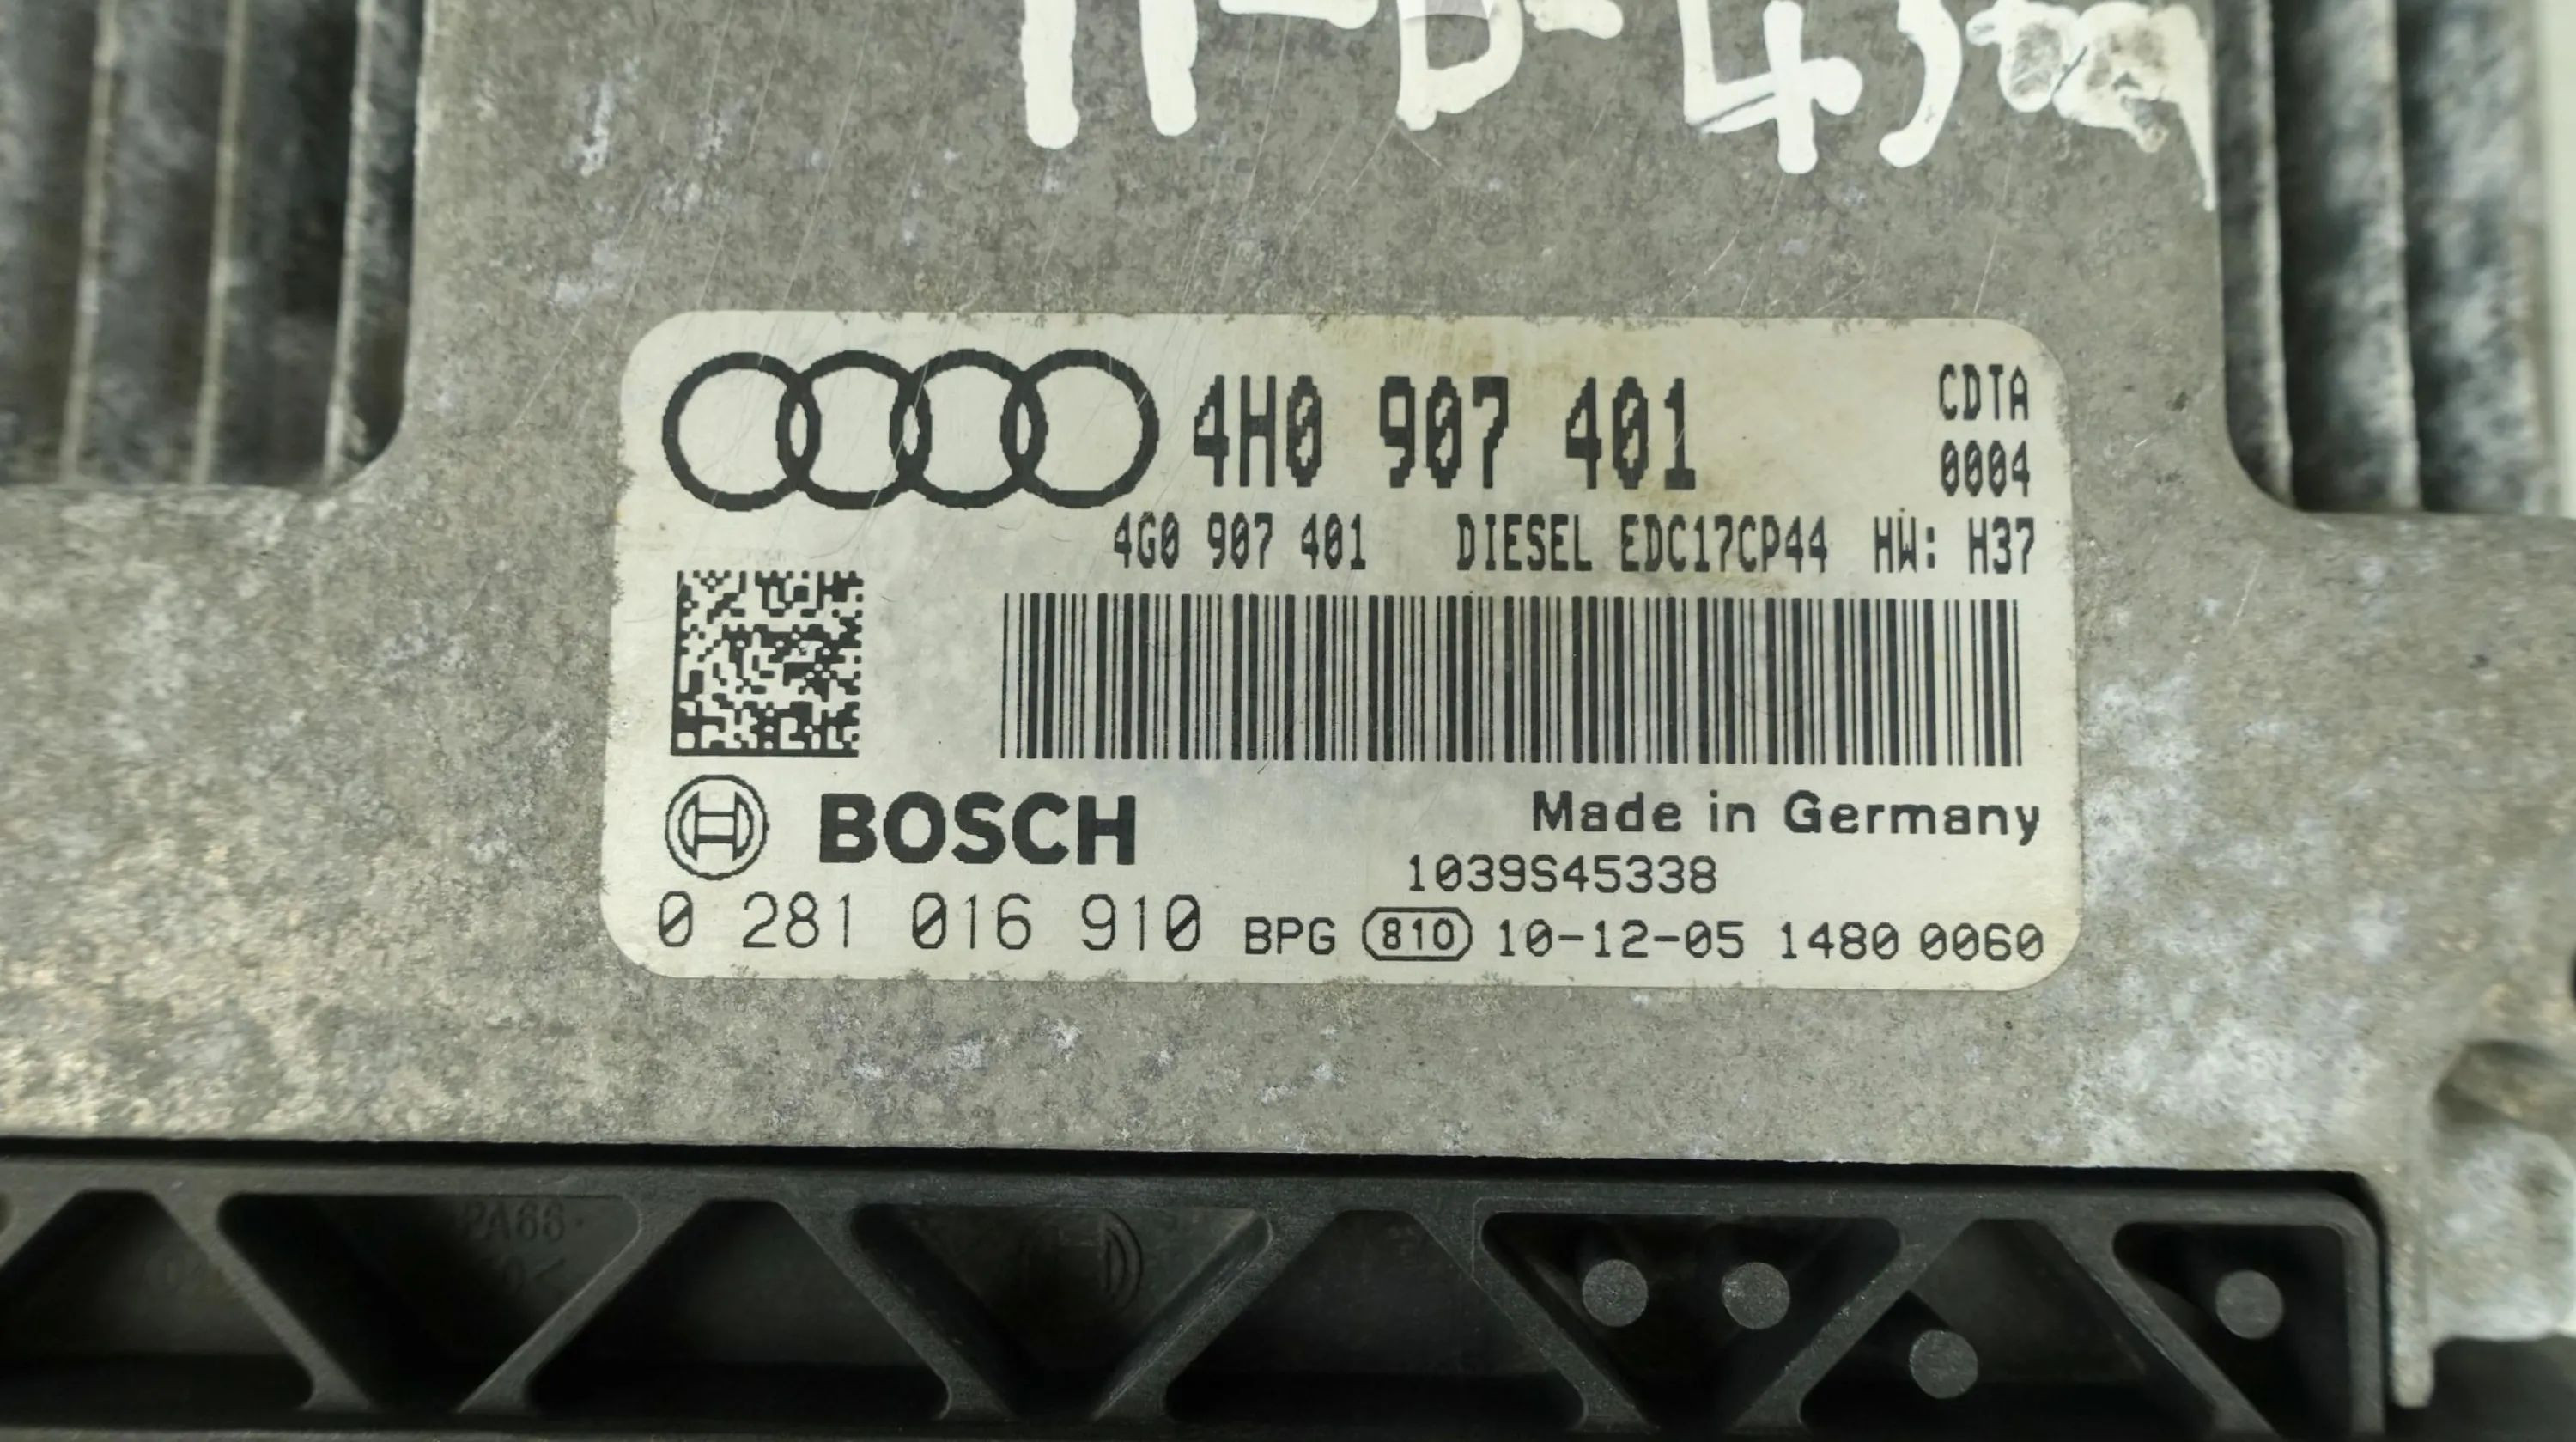 4H0 907 401
CDTA
0004
4G0 907 401 DIESEL EDC17CP44 HW: H37
BOSCH
Made in Germany
1039S45338
0 281 016 910 BPG 810 10-12-05 1480 0060